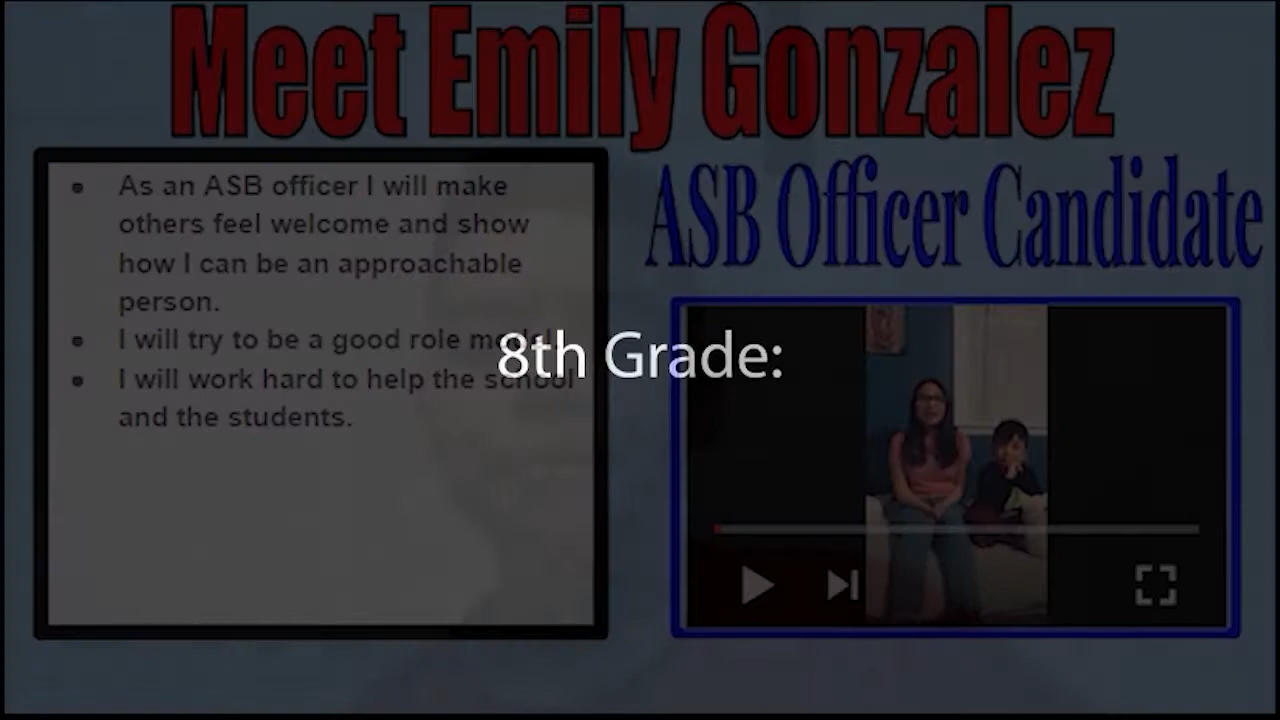 Meet Emily Gonzalez
ASB Officer Candidate
• As an ASB officer I will make
others feel welcome and show
how I can be an approachable
person.
• I will try to be a good role model.
• I will work hard to help the school
and the students.
8th Grade: